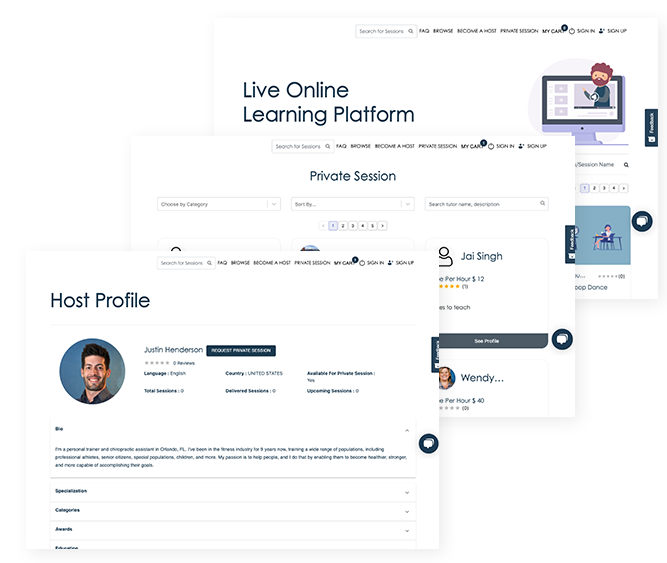 Search for Sessions FAQ BROWSE BECOME A HOST PRIVATE SESSION MY CART SIGN IN SIGN UP
Live Online
Learning Platform
Feedback
/Session Name
1 2 3 4 >
(0)
oop Dance
Search for Sessions FAQ BROWSE BECOME A HOST PRIVATE SESSION MY CART 1 SIGN IN SIGN UP
Private Session
Choose by Category Sort By... Search tutor name, description
< 1 2 3 4 5 >
Feedback
Jai Singh
e Per Hour $ 12
(1)
es to teach
See Profile
Wendy...
e Per Hour $ 40
(0)
Search for Sessions FAQ BROWSE BECOME A HOST PRIVATE SESSION MY CART SIGN IN SIGN UP
Host Profile
Feedback
Justin Henderson REQUEST PRIVATE SESSION
0 Reviews
Language : English Country : UNITED STATES Available For Private Session :
Yes
Total Sessions : 0 Delivered Sessions : 0 Upcoming Sessions : 0
Bio
I'm a personal trainer and chiropractic assistant in Orlando, FL. I've been in the fitness industry for 9 years now, training a wide range of populations, including
professional athletes, senior citizens, special populations, children, and more. My passion is to help people, and I do that by enabling them to become healthier, stronger,
and more capable of accomplishing their goals.
Specialization
Categories
Awards
Education